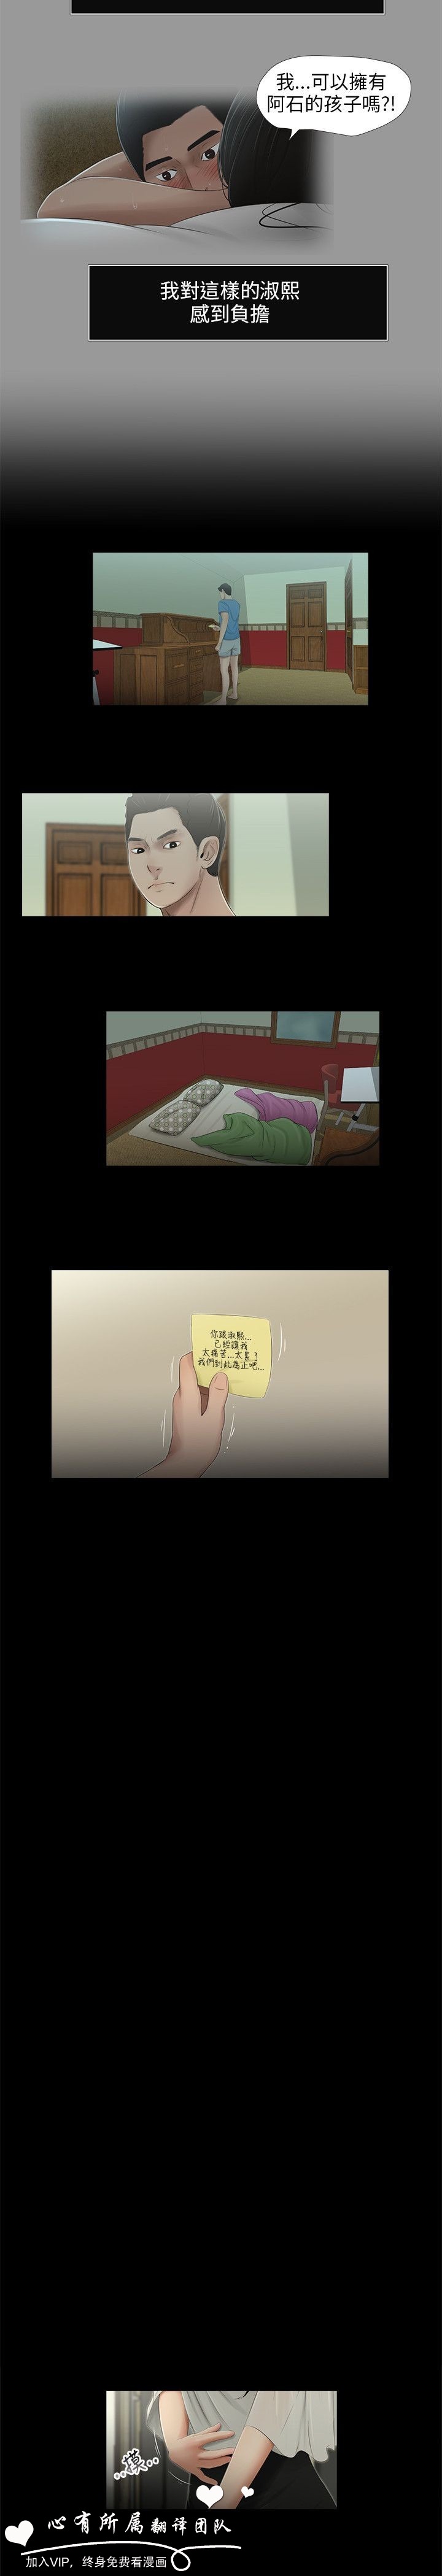 我...可以擁有
阿石的孩子嗎?!
我對這樣的淑熙
感到負擔
你跟淑熙...
已經讓我
太痛苦...太累了
我們到此為止吧...
..摸..
心有所属翻译团队
加入VIP，终身免费看漫画